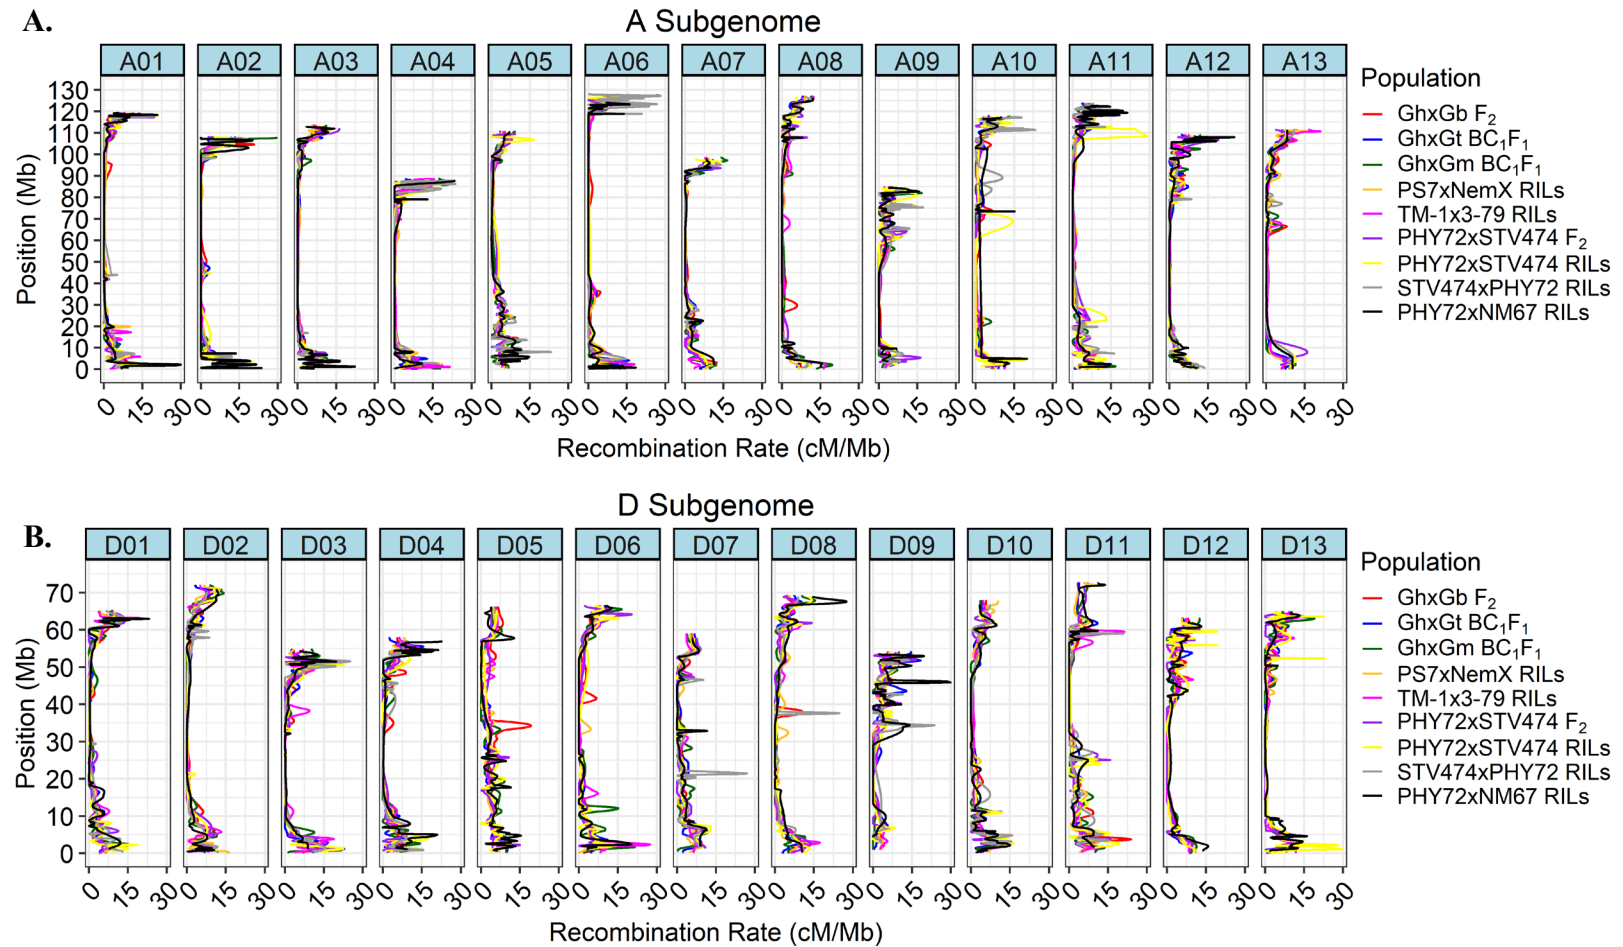 A.
A Subgenome
A01 A02 A03 A04 A05 A06 A07 A08 A09 A10 A11 A12 A13
Position (Mb)
130
120
110
100
90
80
70
60
50
40
30
20
10
0
0 15 30 0 15 30 0 15 30 0 15 30 0 15 30 0 15 30 0 15 30 0 15 30 0 15 30 0 15 30 0 15 30 0 15 30 0 15 30
Recombination Rate (cM/Mb)
Population
GhxGb F2
GhxGt BC1F1
GhxGm BC1F1
PS7xNemX RILs
TM-1x3-79 RILs
PHY72xSTV474 F2
PHY72xSTV474 RILs
STV474xPHY72 RILs
PHY72xNM67 RILs
B.
D Subgenome
D01 D02 D03 D04 D05 D06 D07 D08 D09 D10 D11 D12 D13
Position (Mb)
70
60
50
40
30
20
10
0
0 15 30 0 15 30 0 15 30 0 15 30 0 15 30 0 15 30 0 15 30 0 15 30 0 15 30 0 15 30 0 15 30 0 15 30 0 15 30
Recombination Rate (cM/Mb)
Population
GhxGb F2
GhxGt BC1F1
GhxGm BC1F1
PS7xNemX RILs
TM-1x3-79 RILs
PHY72xSTV474 F2
PHY72xSTV474 RILs
STV474xPHY72 RILs
PHY72xNM67 RILs